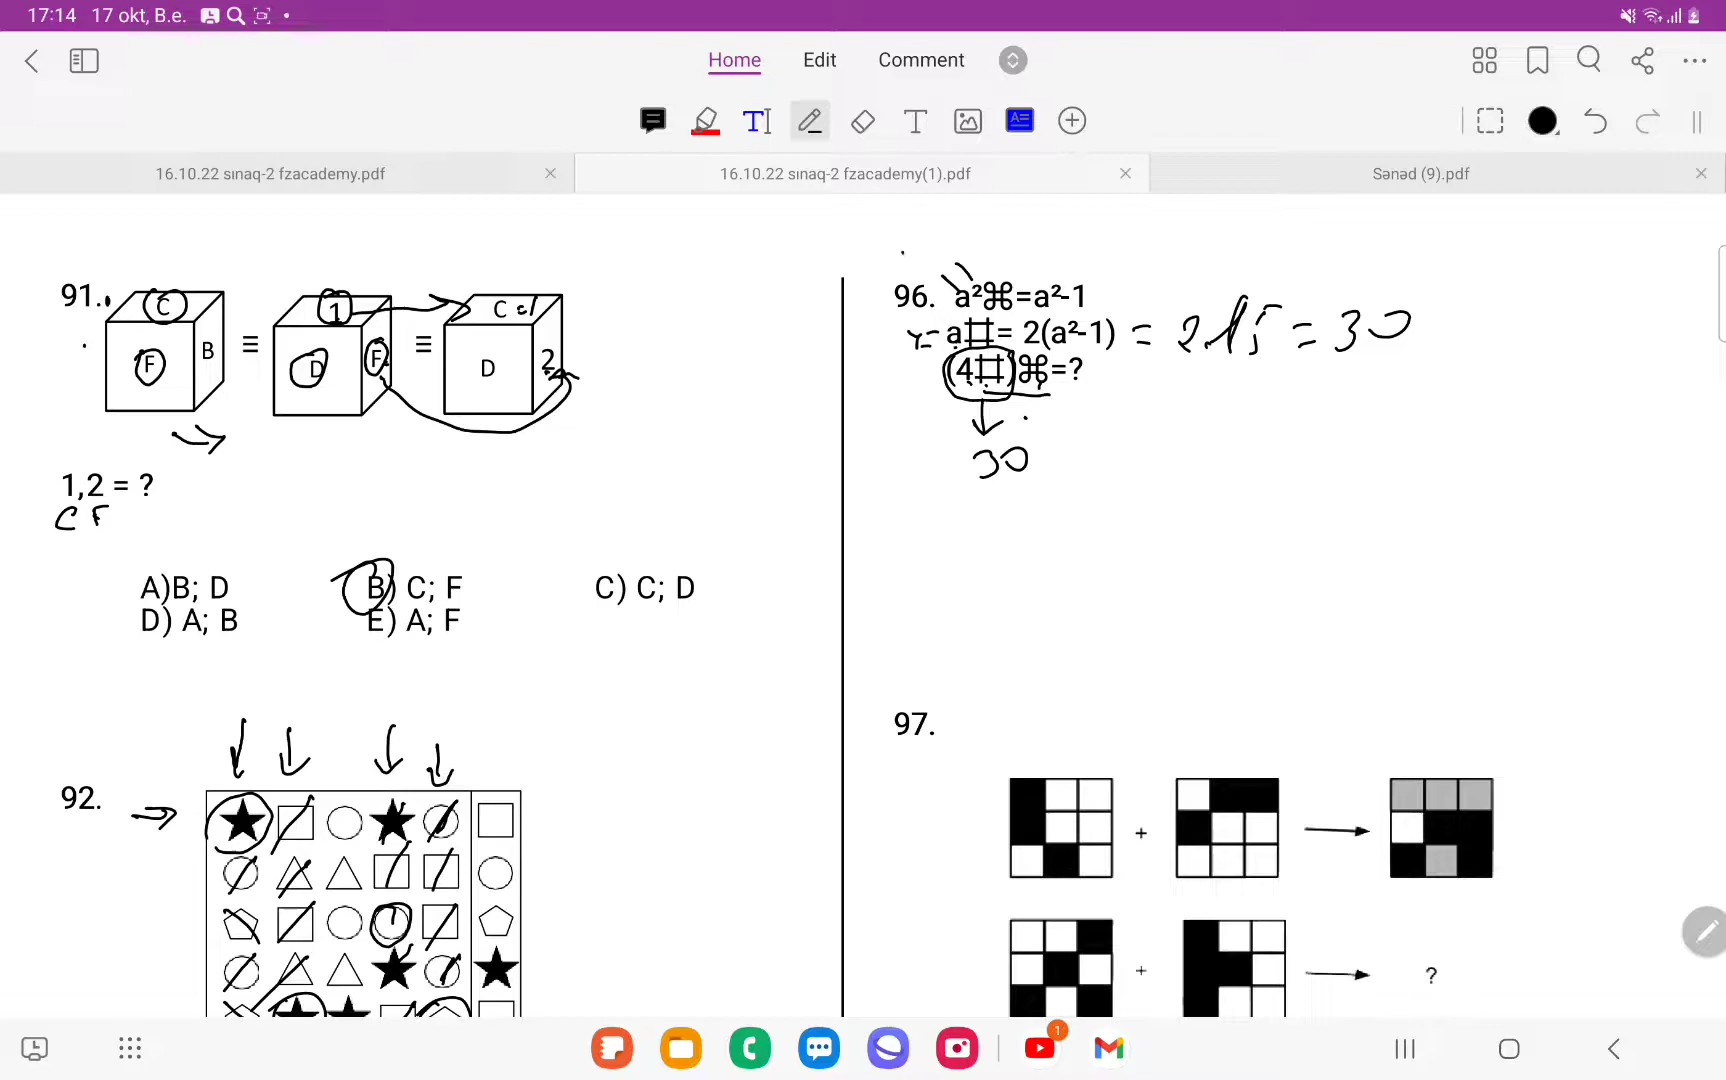 17:14 17 okt, B.e.
Home Edit Comment
16.10.22 sınaq-2 fzacademy.pdf
16.10.22 sınaq-2 fzacademy(1).pdf
Sənəd (9).pdf
91.
C F B ≡ 1 D F ≡ C D 2
1,2 = ?
C F
A)B; D B) C; F C) C; D
D) A; B E) A; F
92.
96. a²⌘=a²-1
a⌗= 2(a²-1) = 2.15 = 30
(4⌗)⌘=?
30
97.
+
+ ?
1